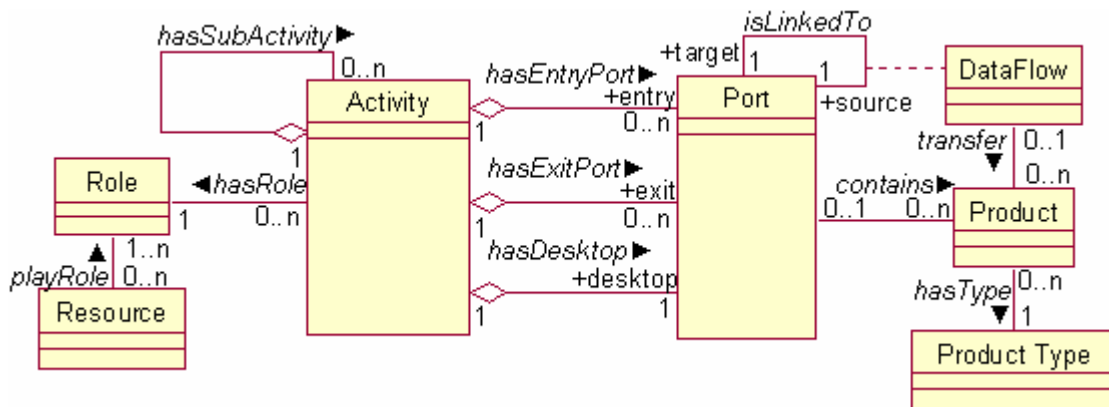 isLinkedTo
hasSubActivity►
+target
0..n
hasEntryPort►
1
1
DataFlow
Activity
+entry
Port
+source
1
0..n
transfer
0..1
1
▼
hasExitPort►
contains►
0..n
Role
◄hasRole
+exit
0..1
0..n
Product
1
0..n
0..n
1
1..n
hasDesktop►
▲
playRole
0..n
+desktop
hasType
0..n
Resource
1
1
▼
1
Product Type